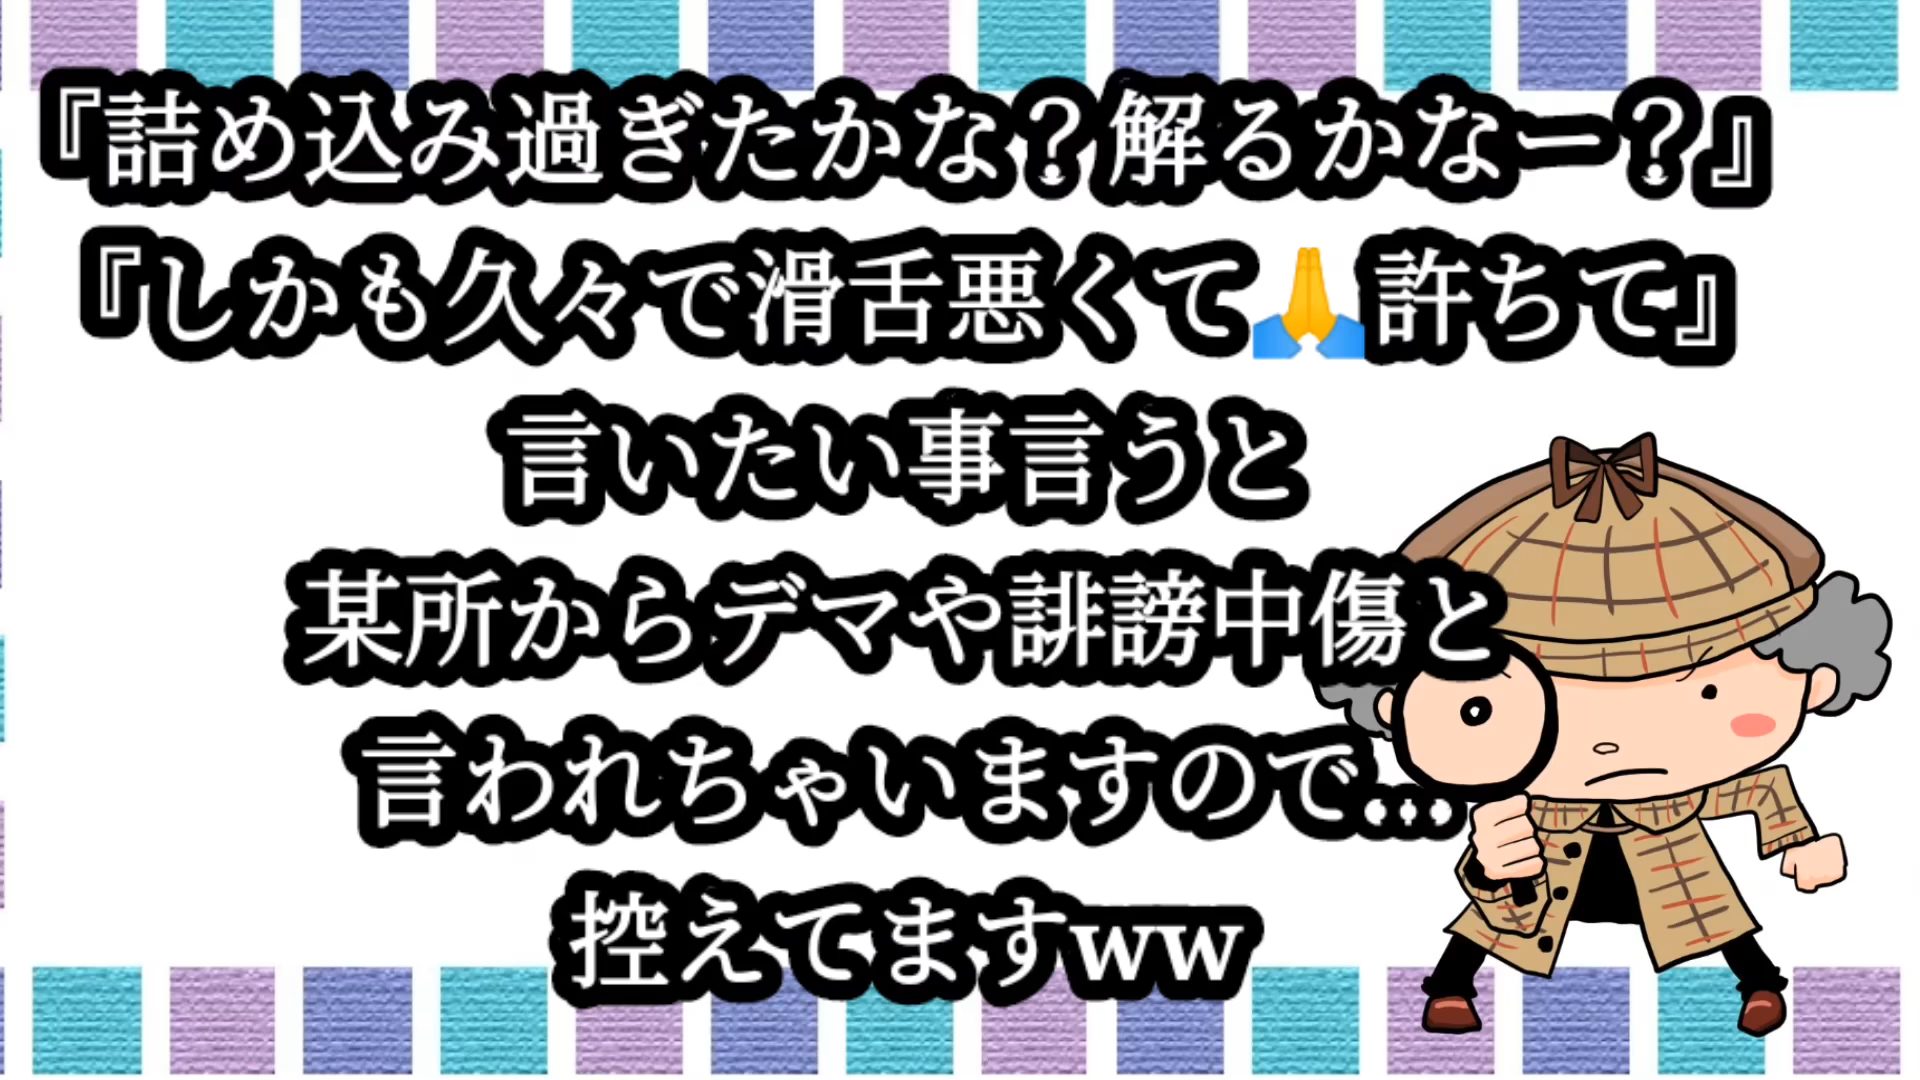 『詰め込み過ぎたかな？解るかなー？』
『しかも久々で滑舌悪くて🙏許ちて』
言いたい事言うと
某所からデマや誹謗中傷と
言われちゃいますので…
控えてますww